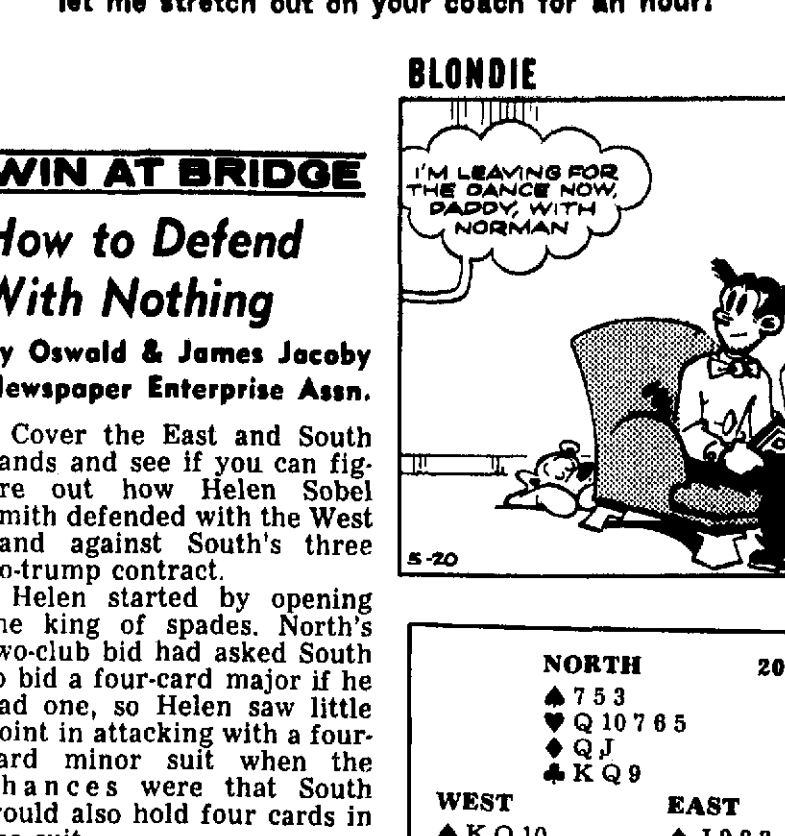 let me stretch out on your coach for an hour!
WIN AT BRIDGE
How to Defend
With Nothing
y Oswald & James Jacoby
Newspaper Enterprise Assn.
Cover the East and South
ands and see if you can fig-
re out how Helen Sobel
mith defended with the West
and against South's three
o-trump contract.
Helen started by opening
he king of spades. North's
wo-club bid had asked South
o bid a four-card major if he
ad one, so Helen saw little
oint in attacking with a four-
ard minor suit when the
hances were that South
ould also hold four cards in
BLONDIE
I'M LEAVING FOR
THE DANCE NOW,
DADDY, WITH
NORMAN
5-20
NORTH 20
♠ 7 5 3
♥ Q 10 7 6 5
♦ Q J
♣ K Q 9
WEST EAST
♠ K Q 10